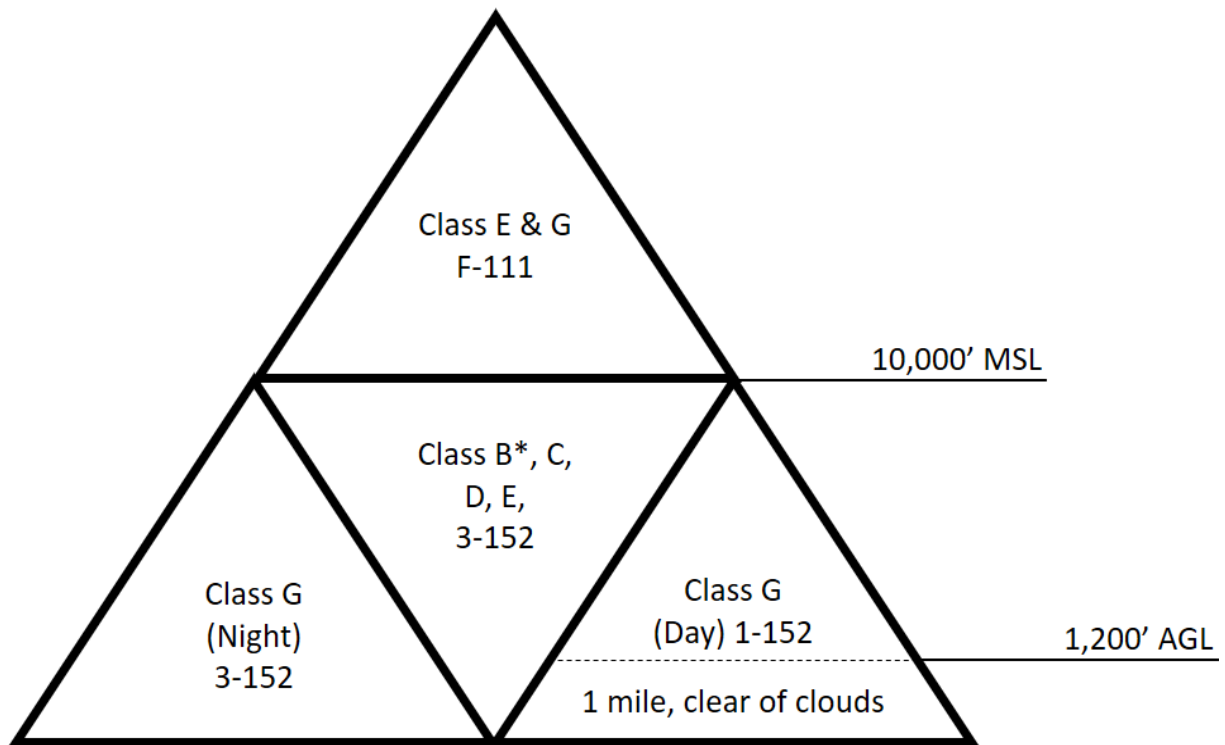 Class E & G
F-111
10,000’ MSL
Class B*, C,
D, E,
3-152
Class G
(Night)
3-152
Class G
(Day) 1-152
1,200’ AGL
1 mile, clear of clouds